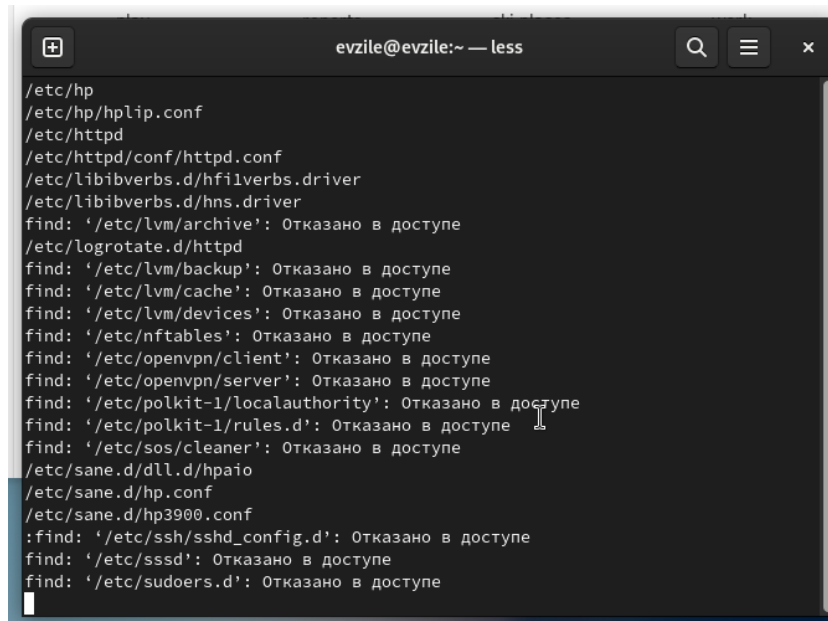 evzile@evzile:~ — less
/etc/hp
/etc/hp/hplip.conf
/etc/httpd
/etc/httpd/conf/httpd.conf
/etc/libibverbs.d/hfi1verbs.driver
/etc/libibverbs.d/hns.driver
find: ‘/etc/lvm/archive’: Отказано в доступе
/etc/logrotate.d/httpd
find: ‘/etc/lvm/backup’: Отказано в доступе
find: ‘/etc/lvm/cache’: Отказано в доступе
find: ‘/etc/lvm/devices’: Отказано в доступе
find: ‘/etc/nftables’: Отказано в доступе
find: ‘/etc/openvpn/client’: Отказано в доступе
find: ‘/etc/openvpn/server’: Отказано в доступе
find: ‘/etc/polkit-1/localauthority’: Отказано в доступе
find: ‘/etc/polkit-1/rules.d’: Отказано в доступе
find: ‘/etc/sos/cleaner’: Отказано в доступе
/etc/sane.d/dll.d/hpaio
/etc/sane.d/hp.conf
/etc/sane.d/hp3900.conf
:find: ‘/etc/ssh/sshd_config.d’: Отказано в доступе
find: ‘/etc/sssd’: Отказано в доступе
find: ‘/etc/sudoers.d’: Отказано в доступе